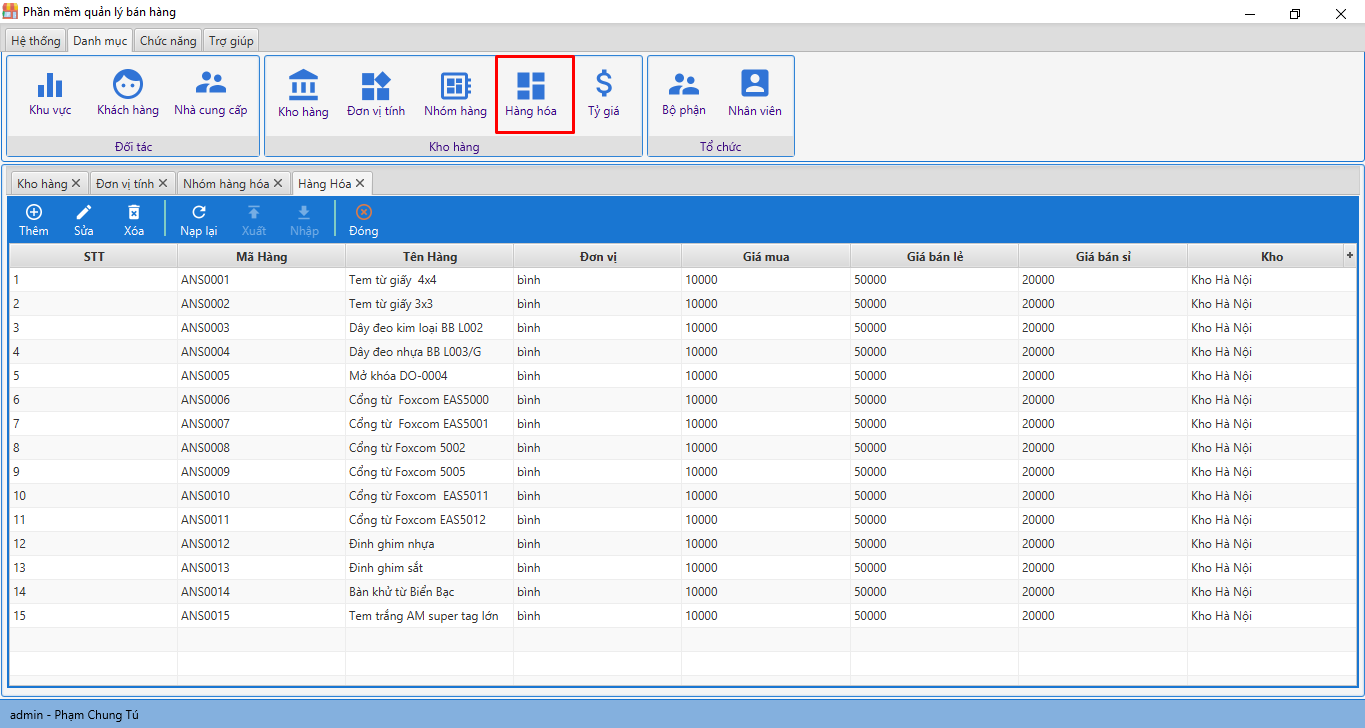 Phần mềm quản lý bán hàng
Hệ thống Danh mục Chức năng Trợ giúp
Khu vực Khách hàng Nhà cung cấp Kho hàng Đơn vị tính Nhóm hàng Hàng hóa Tỷ giá Bộ phận Nhân viên
Đối tác Kho hàng Tổ chức
Kho hàng Đơn vị tính Nhóm hàng hóa Hàng Hóa
Thêm Sửa Xóa Nạp lại Xuất Nhập Đóng
STT Mã Hàng Tên Hàng Đơn vị Giá mua Giá bán lẻ Giá bán sỉ Kho +
1 ANS0001 Tem từ giấy 4x4 bình 10000 50000 20000 Kho Hà Nội
2 ANS0002 Tem từ giấy 3x3 bình 10000 50000 20000 Kho Hà Nội
3 ANS0003 Dây đeo kim loại BB L002 bình 10000 50000 20000 Kho Hà Nội
4 ANS0004 Dây đeo nhựa BB L003/G bình 10000 50000 20000 Kho Hà Nội
5 ANS0005 Mở khóa DO-0004 bình 10000 50000 20000 Kho Hà Nội
6 ANS0006 Cổng từ Foxcom EAS5000 bình 10000 50000 20000 Kho Hà Nội
7 ANS0007 Cổng từ Foxcom EAS5001 bình 10000 50000 20000 Kho Hà Nội
8 ANS0008 Cổng từ Foxcom 5002 bình 10000 50000 20000 Kho Hà Nội
9 ANS0009 Cổng từ Foxcom 5005 bình 10000 50000 20000 Kho Hà Nội
10 ANS0010 Cổng từ Foxcom EAS5011 bình 10000 50000 20000 Kho Hà Nội
11 ANS0011 Cổng từ Foxcom EAS5012 bình 10000 50000 20000 Kho Hà Nội
12 ANS0012 Đinh ghim nhựa bình 10000 50000 20000 Kho Hà Nội
13 ANS0013 Đinh ghim sắt bình 10000 50000 20000 Kho Hà Nội
14 ANS0014 Bàn khử từ Biển Bạc bình 10000 50000 20000 Kho Hà Nội
15 ANS0015 Tem trắng AM super tag lớn bình 10000 50000 20000 Kho Hà Nội
admin - Phạm Chung Tú